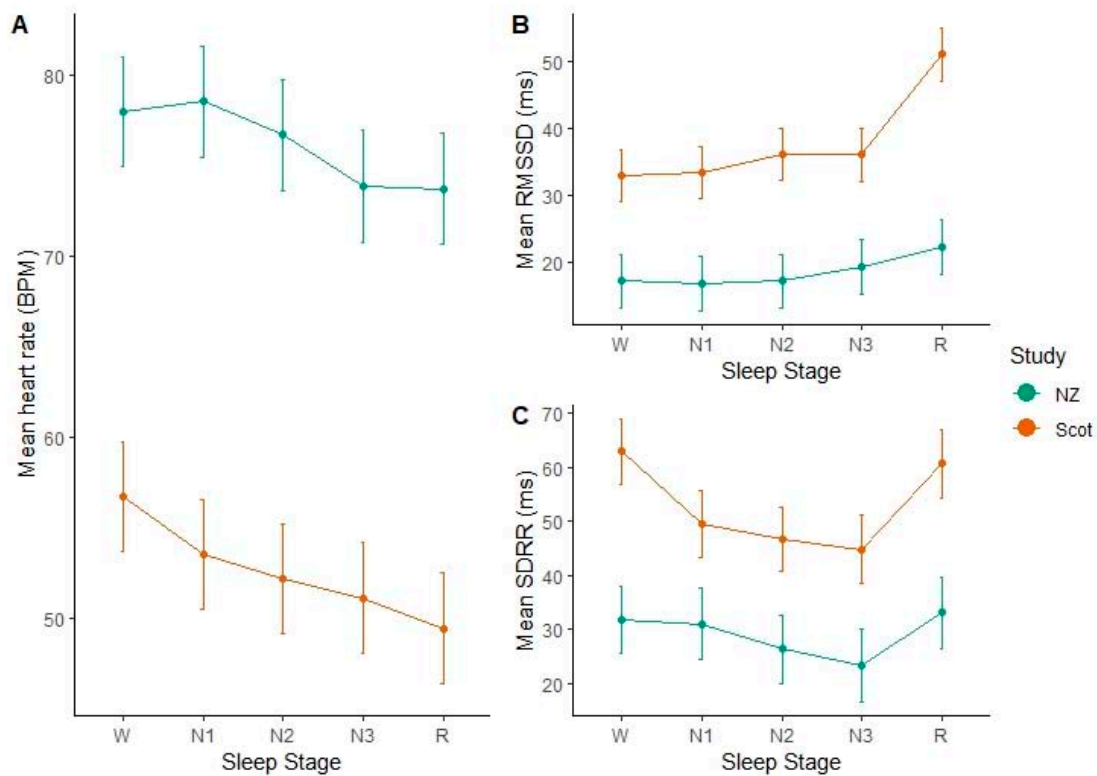 A
Mean heart rate (BPM)
80
70
60
50
W N1 N2 N3 R
Sleep Stage
B
Mean RMSSD (ms)
50
40
30
20
W N1 N2 N3 R
Sleep Stage
C
Mean SDRR (ms)
70
60
50
40
30
20
W N1 N2 N3 R
Sleep Stage
Study
NZ
Scot